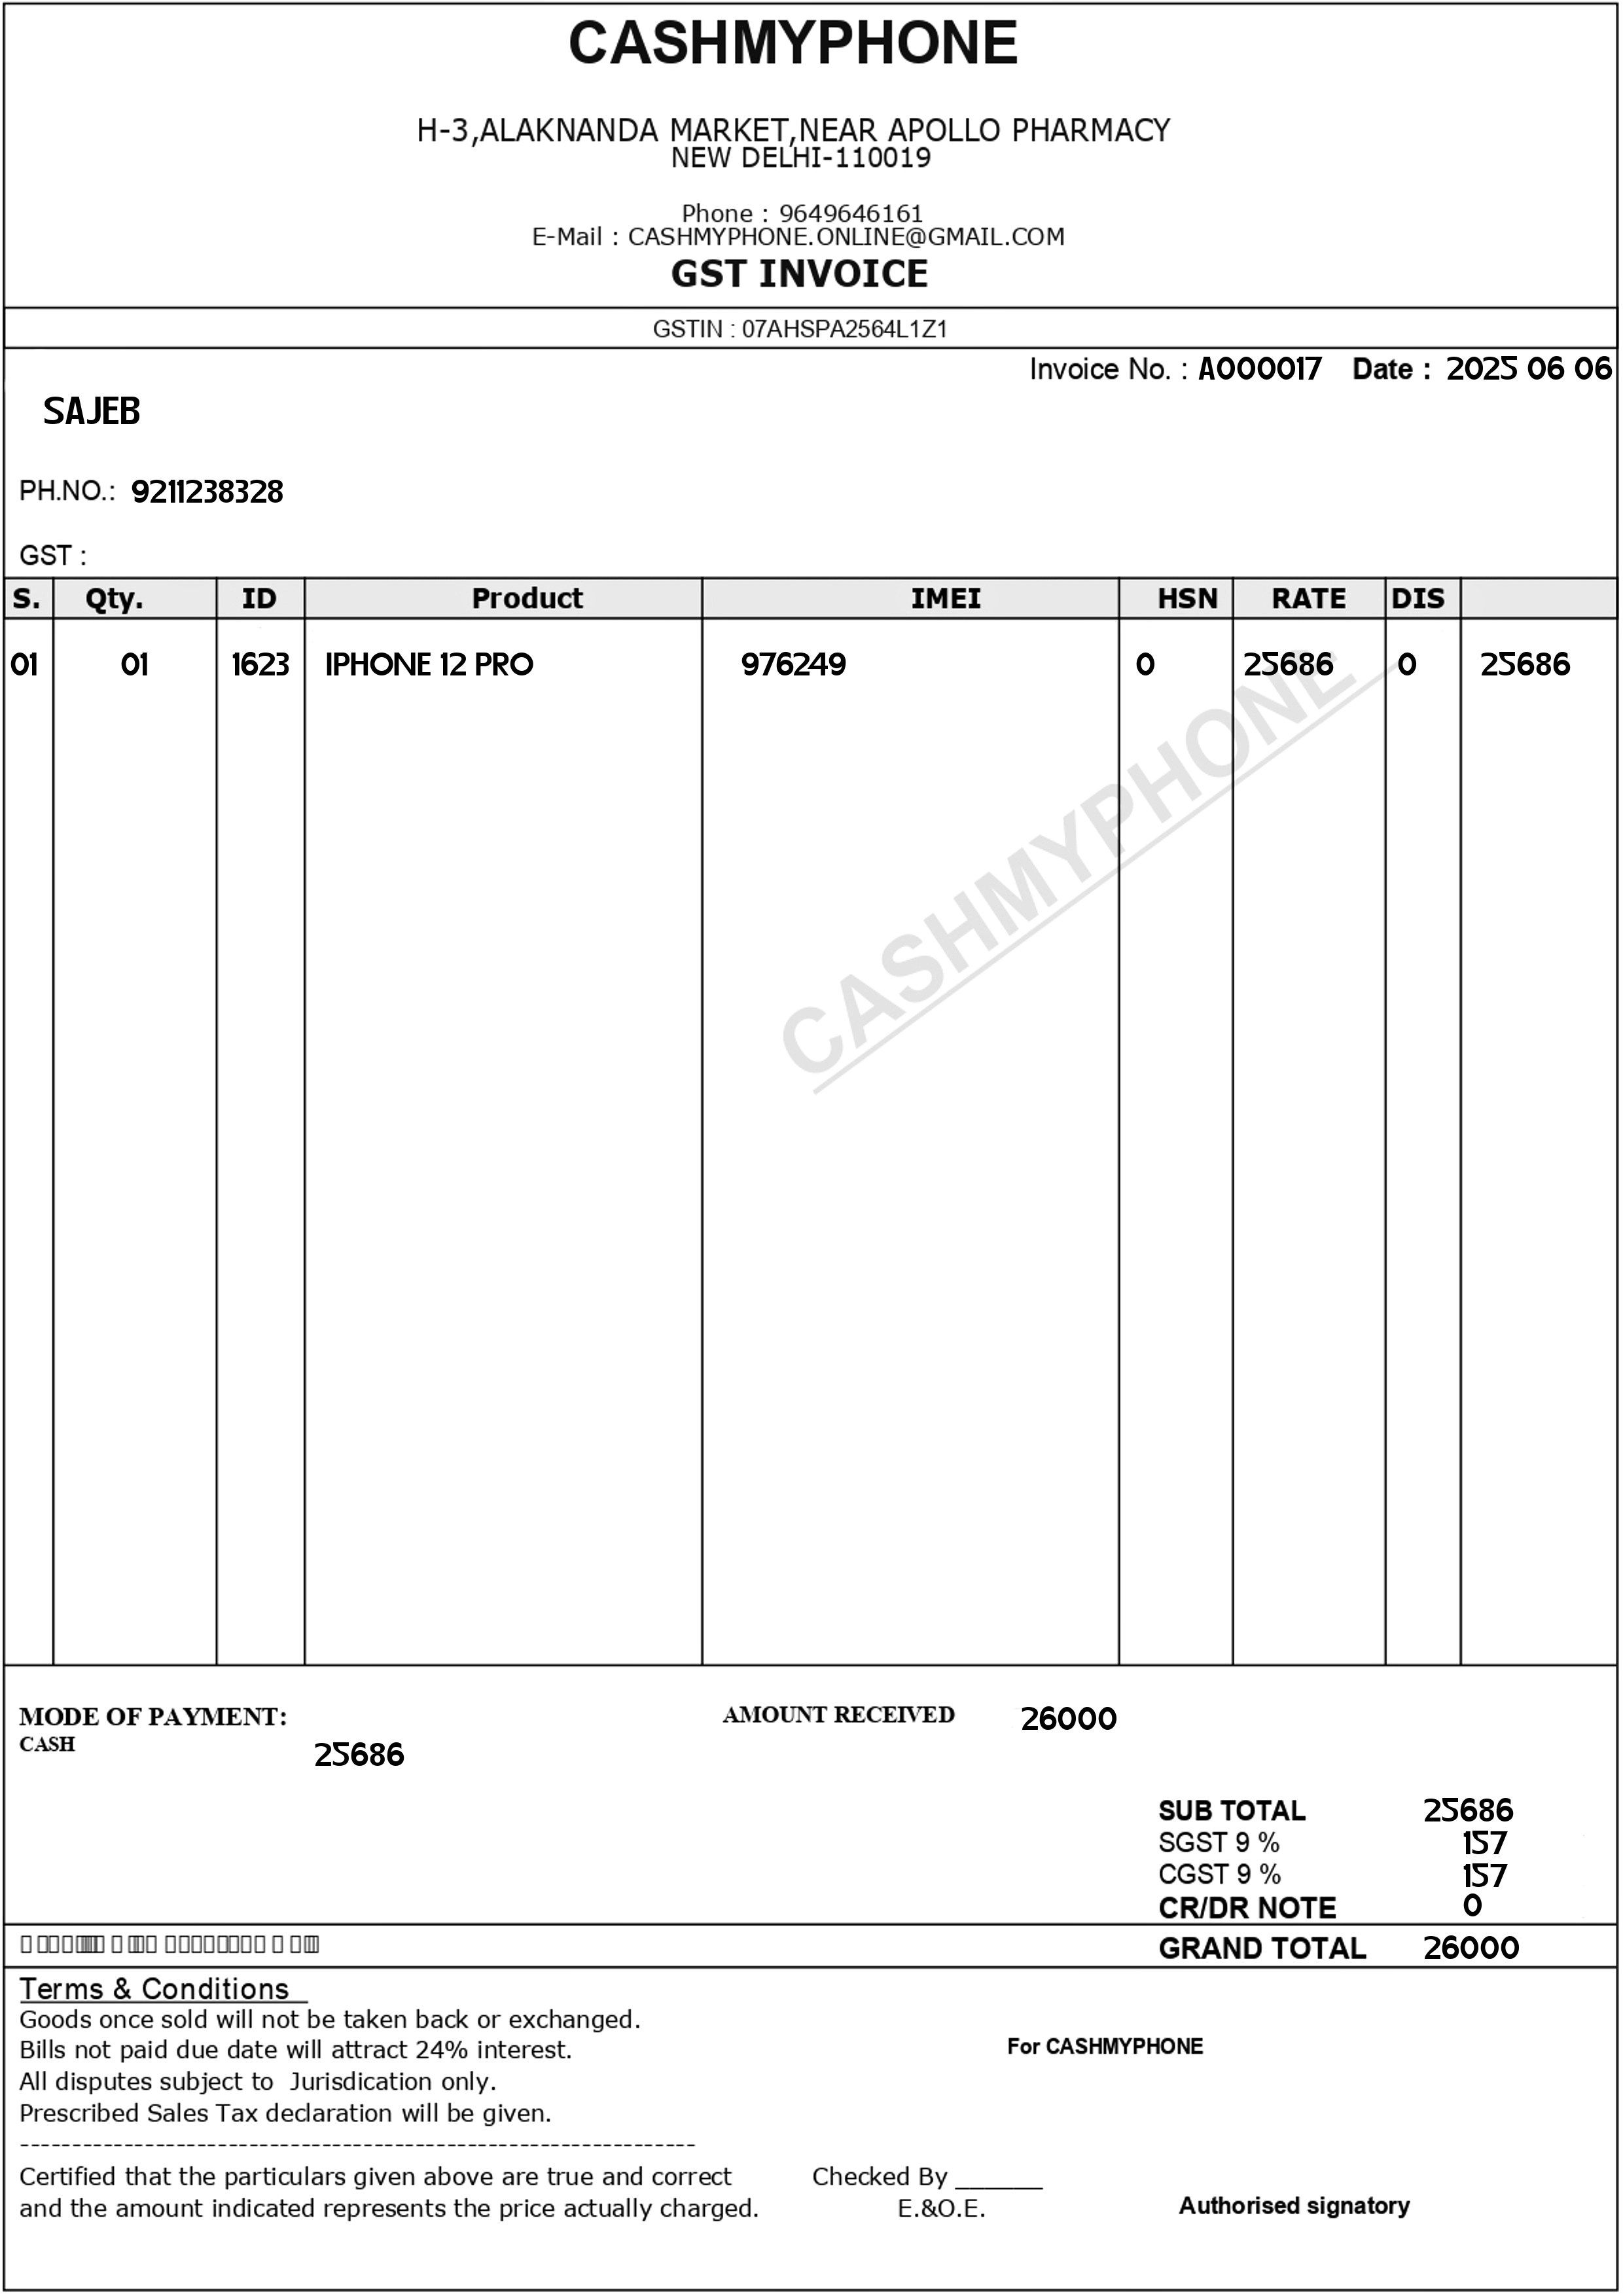 CASHMYPHONE
H-3,ALAKNANDA MARKET,NEAR APOLLO PHARMACY
NEW DELHI-110019
Phone : 9649646161
E-Mail : CASHMYPHONE.ONLINE@GMAIL.COM
GST INVOICE
GSTIN : 07AHSPA2564L1Z1
Invoice No. : A000017 Date : 2025 06 06
SAJEB
PH.NO.: 9211238328
GST :
S. Qty. ID Product IMEI HSN RATE DIS
01 01 1623 IPHONE 12 PRO 976249 0 25686 0 25686
CASHMYPHONE
MODE OF PAYMENT: AMOUNT RECEIVED 26000
CASH 25686
SUB TOTAL 25686
SGST 9 % 157
CGST 9 % 157
CR/DR NOTE 0
GRAND TOTAL 26000
Terms & Conditions
Goods once sold will not be taken back or exchanged.
Bills not paid due date will attract 24% interest.
For CASHMYPHONE
All disputes subject to Jurisdication only.
Prescribed Sales Tax declaration will be given.
----------------------------------------------------------------
Certified that the particulars given above are true and correct Checked By ______
and the amount indicated represents the price actually charged. E.&O.E. Authorised signatory